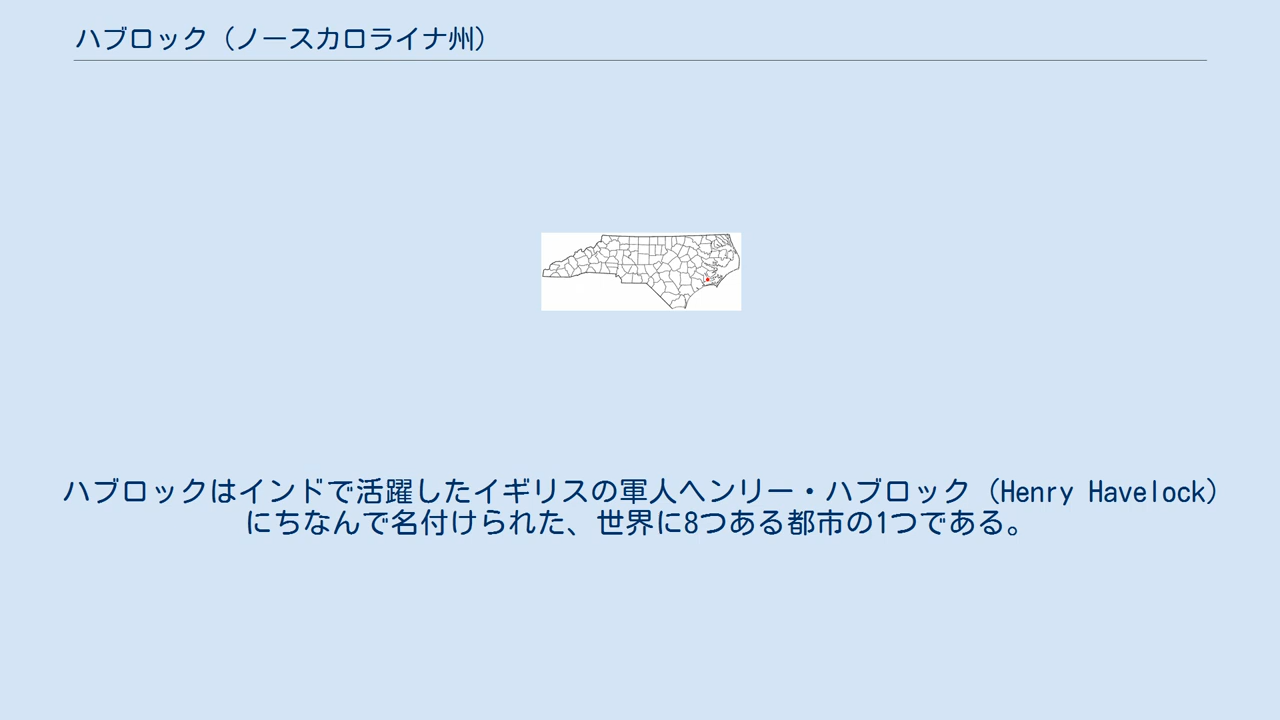 ハブロック（ノースカロライナ州）
ハブロックはインドで活躍したイギリスの軍人ヘンリー・ハブロック（Henry Havelock）
にちなんで名付けられた、世界に8つある都市の1つである。